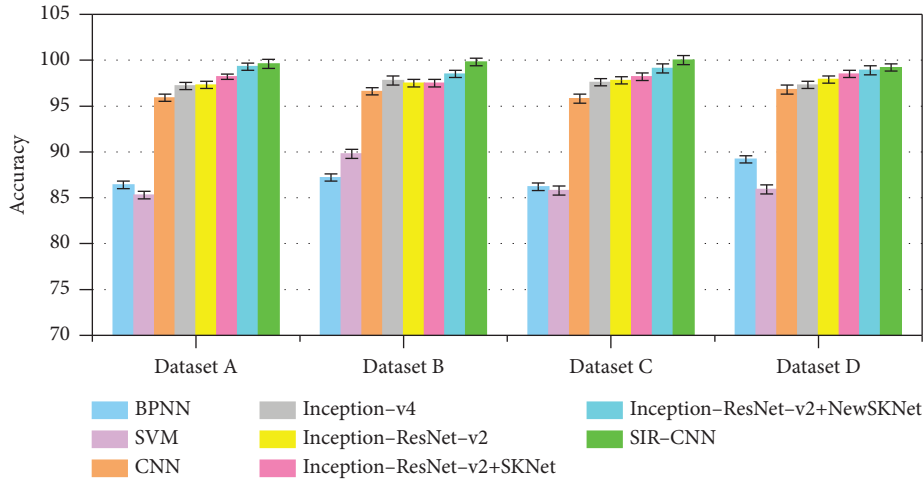 Accuracy
105
100
95
90
85
80
75
70
Dataset A
Dataset B
Dataset C
Dataset D
BPNN
SVM
CNN
Inception–v4
Inception–ResNet–v2
Inception–ResNet–v2+SKNet
Inception–ResNet–v2+NewSKNet
SIR–CNN